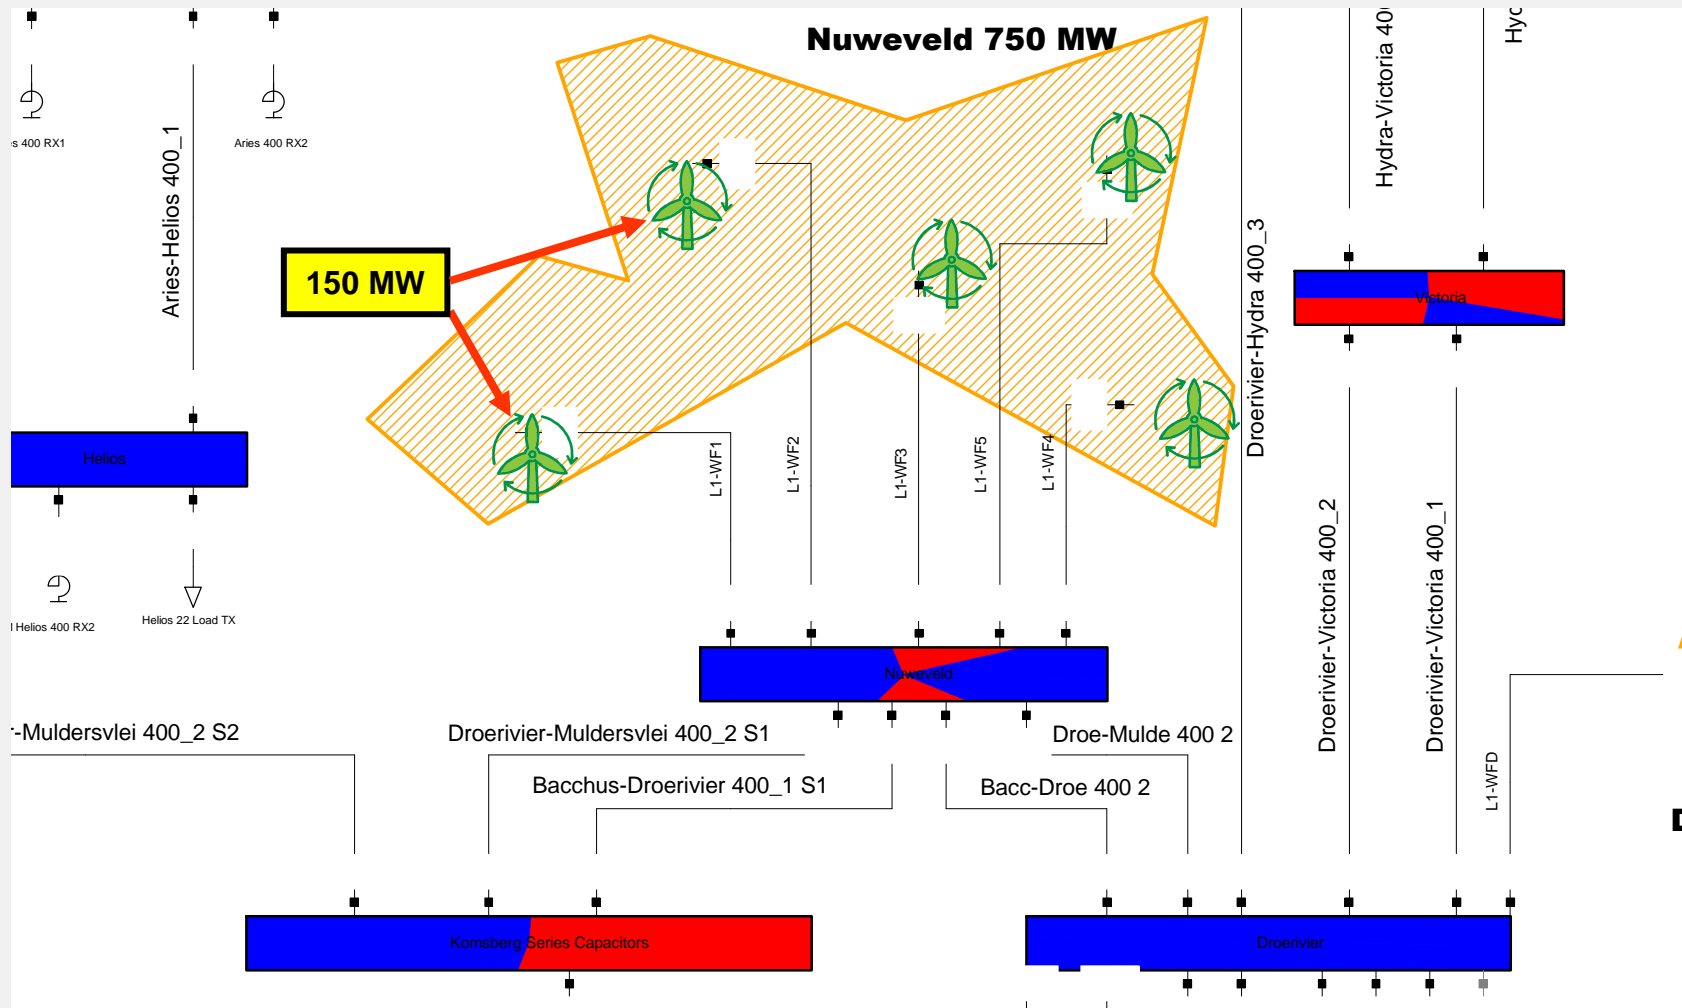 Nuweveld 750 MW
Hydra-Victoria 40
Hyd
s 400 RX1
Aries 400 RX2
Aries-Helios 400_1
150 MW
Droerivier-Hydra 400_3
Victoria
Helios
L1-WF1
L1-WF2
L1-WF3
L1-WF5
L1-WF4
Droerivier-Victoria 400_2
Droerivier-Victoria 400_1
Helios 400 RX2
Helios 22 Load TX
Nuweveld
r-Muldersvlei 400_2 S2
Droerivier-Muldersvlei 400_2 S1
Droe-Mulde 400 2
Bacchus-Droerivier 400_1 S1
Bacc-Droe 400 2
L1-WFD
D
Komsberg Series Capacitors
Droerivier